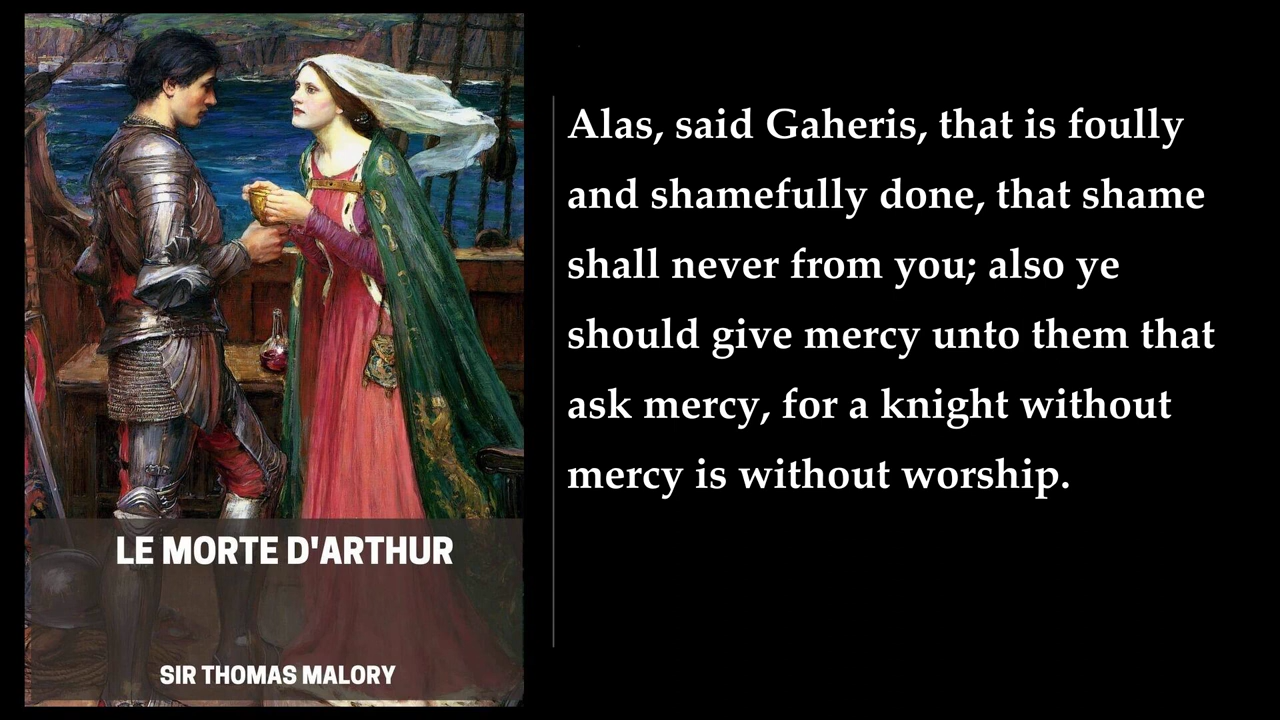 LE MORTE D'ARTHUR
SIR THOMAS MALORY
Alas, said Gaheris, that is foully
and shamefully done, that shame
shall never from you; also ye
should give mercy unto them that
ask mercy, for a knight without
mercy is without worship.